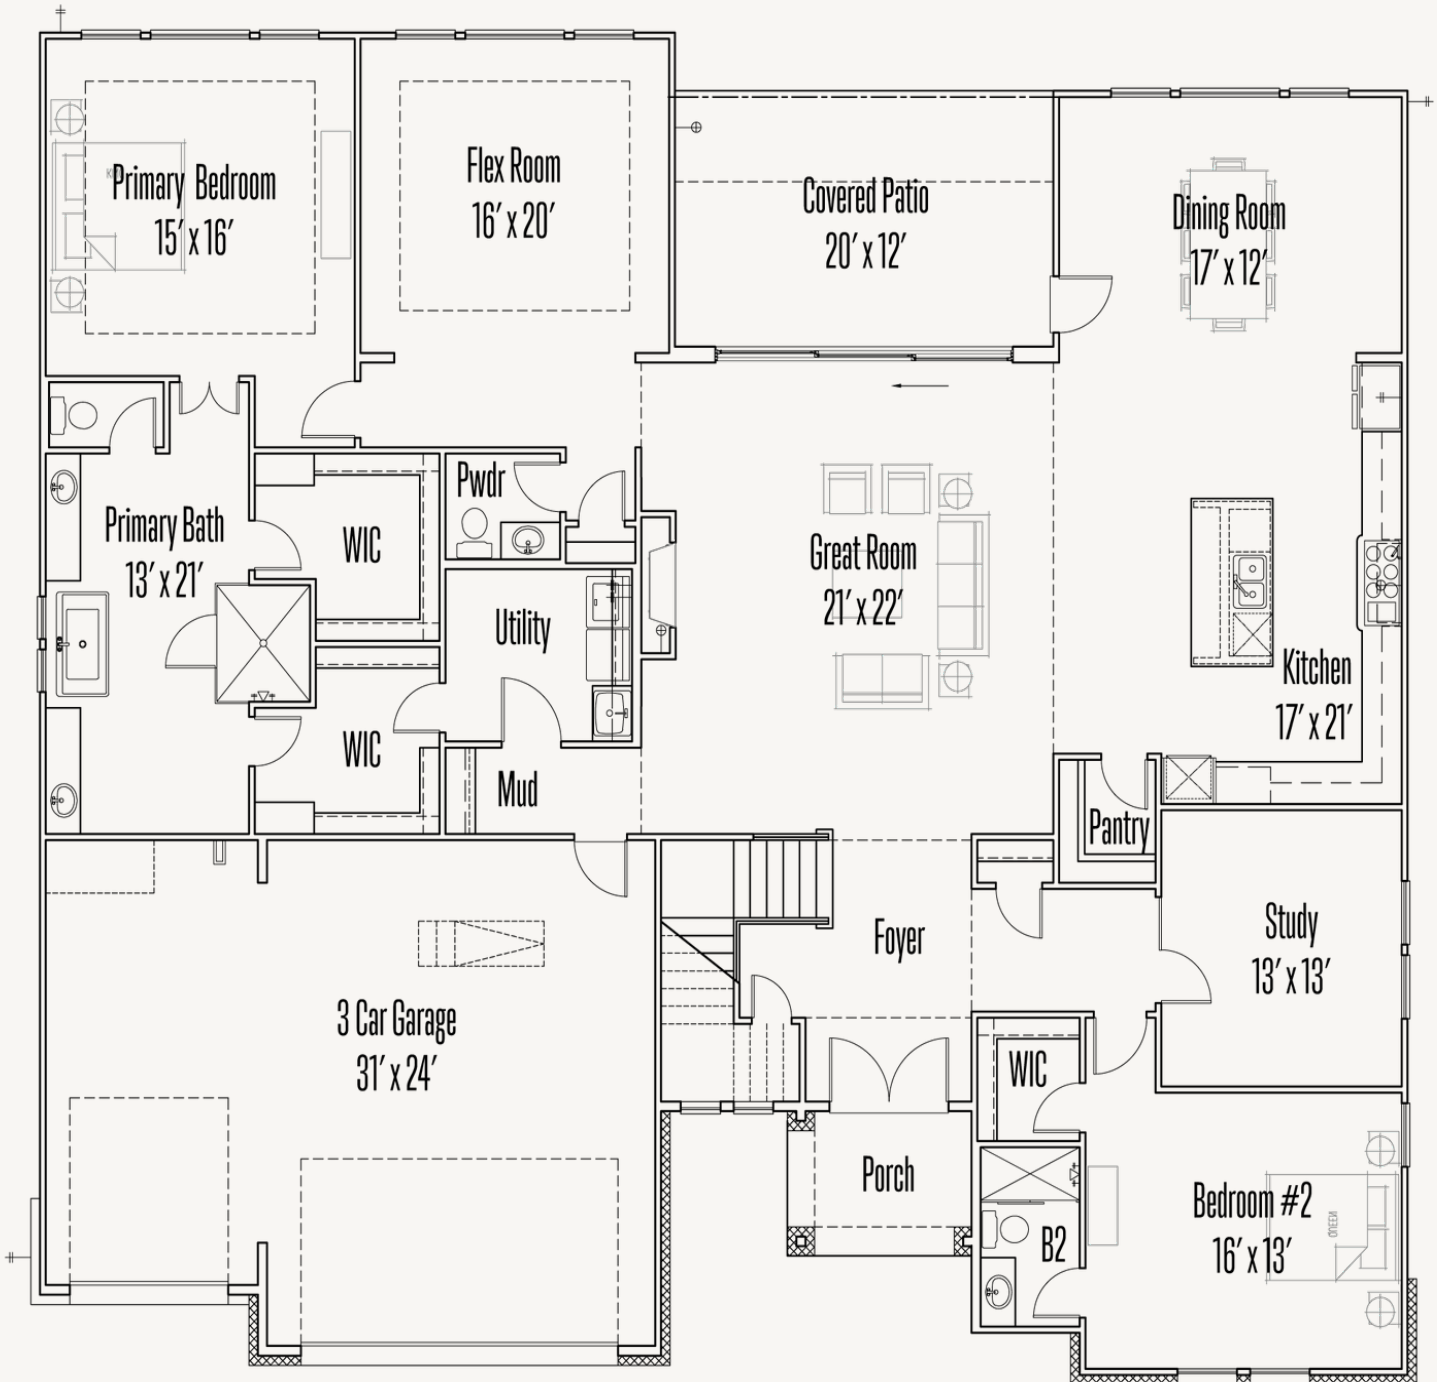 Primary Bedroom
15' x 16'
Flex Room
16' x 20'
Covered Patio
20' x 12'
Dining Room
17' x 12'
Primary Bath
13' x 21'
WIC
Pwdr
Utility
Great Room
21' x 22'
Kitchen
17' x 21'
WIC
Mud
Pantry
Foyer
Study
13' x 13'
3 Car Garage
31' x 24'
WIC
Porch
B2
Bedroom #2
16' x 13'
QUEEN